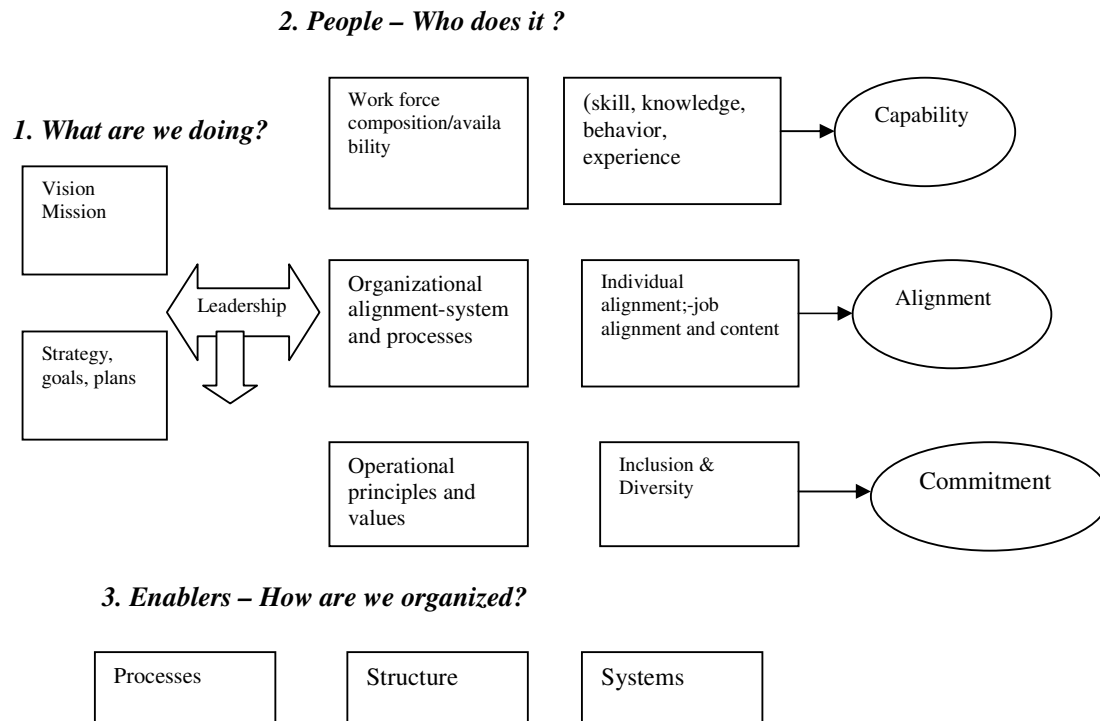 2. People – Who does it ?
1. What are we doing?
Vision
Mission
Strategy,
goals, plans
Leadership
Work force
composition/availa
bility
(skill, knowledge,
behavior,
experience
Capability
Organizational
alignment-system
and processes
Individual
alignment;-job
alignment and content
Alignment
Operational
principles and
values
Inclusion &
Diversity
Commitment
3. Enablers – How are we organized?
Processes
Structure
Systems